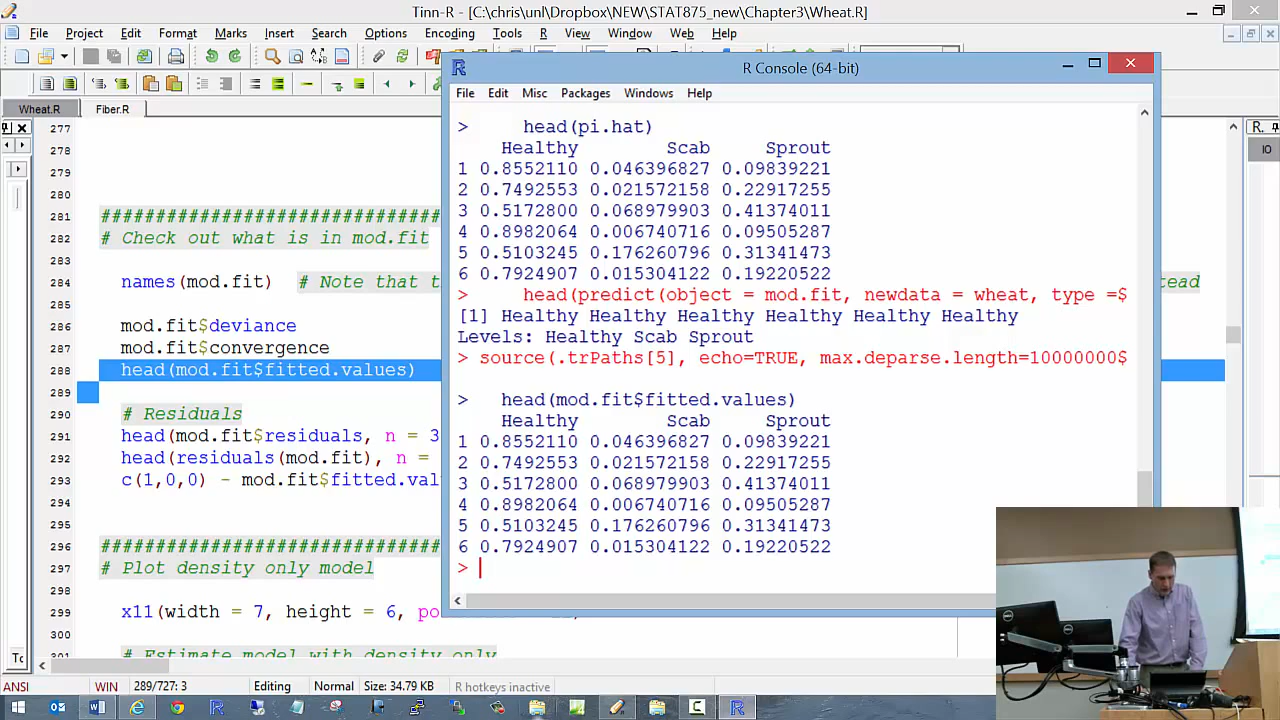 Tinn-R - [C:\chris\unl\Dropbox\NEW\STAT875_new\Chapter3\Wheat.R]
File Project Edit Format Marks Insert Search Options Encoding Tools R View Window Web Help
Wheat.R Fiber.R
277
278
279
280
281 ################################
282 # Check out what is in mod.fit
283
284 names(mod.fit) # Note that t
ead
285
286 mod.fit$deviance
287 mod.fit$convergence
288 head(mod.fit$fitted.values)
289
290 # Residuals
291 head(mod.fit$residuals, n = 3
292 head(residuals(mod.fit), n =
293 c(1,0,0) - mod.fit$fitted.val
294
295
296 ################################
297 # Plot density only model
298
299 x11(width = 7, height = 6, po
300
301 # Estimate model with density only
R Console (64-bit)
File Edit Misc Packages Windows Help
> head(pi.hat)
Healthy Scab Sprout
1 0.8552110 0.046396827 0.09839221
2 0.7492553 0.021572158 0.22917255
3 0.5172800 0.068979903 0.41374011
4 0.8982064 0.006740716 0.09505287
5 0.5103245 0.176260796 0.31341473
6 0.7924907 0.015304122 0.19220522
> head(predict(object = mod.fit, newdata = wheat, type =$
[1] Healthy Healthy Healthy Healthy Healthy Healthy
Levels: Healthy Scab Sprout
> source(.trPaths[5], echo=TRUE, max.deparse.length=10000000$
> head(mod.fit$fitted.values)
Healthy Scab Sprout
1 0.8552110 0.046396827 0.09839221
2 0.7492553 0.021572158 0.22917255
3 0.5172800 0.068979903 0.41374011
4 0.8982064 0.006740716 0.09505287
5 0.5103245 0.176260796 0.31341473
6 0.7924907 0.015304122 0.19220522
>
R.
IO
To
ANSI WIN 289/727: 3 Editing Normal Size: 34.79 KB R hotkeys inactive